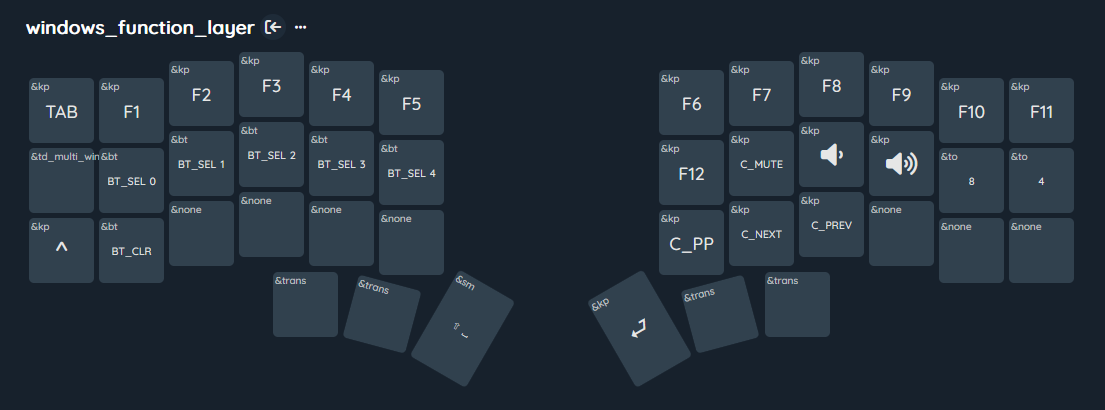 windows_function_layer
&kp TAB
&kp F1
&kp F2
&kp F3
&kp F4
&kp F5
&kp F6
&kp F7
&kp F8
&kp F9
&kp F10
&kp F11
&td_multi_win
&bt BT_SEL 0
&bt BT_SEL 1
&bt BT_SEL 2
&bt BT_SEL 3
&bt BT_SEL 4
&kp F12
&kp C_MUTE
&kp
&kp
&to 8
&to 4
&kp ^
&bt BT_CLR
&none
&none
&none
&none
&kp C_PP
&kp C_NEXT
&kp C_PREV
&none
&none
&none
&trans
&trans
&sm
&kp
&trans
&trans